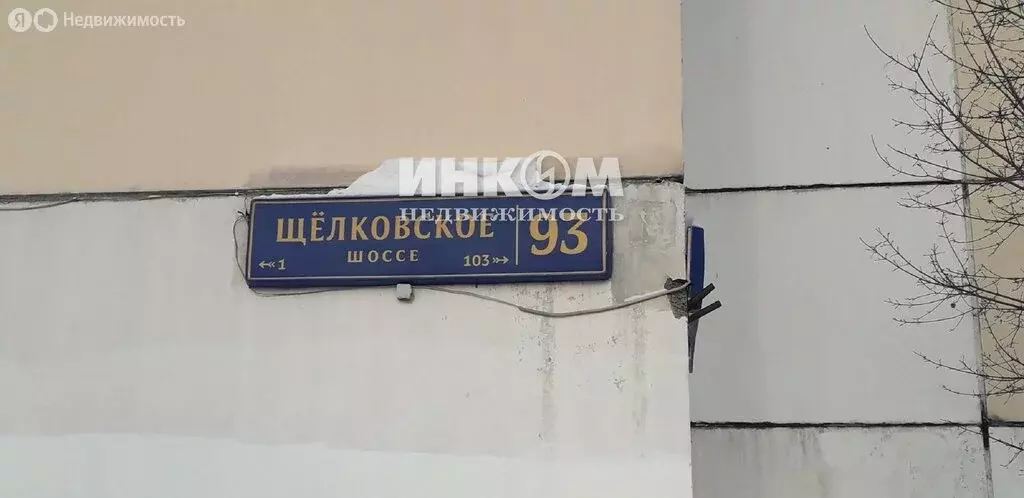 Я Недвижимость
ИНКОМ
НЕДВИЖИМОСТЬ
ЩЁЛКОВСКОЕ 93
ШОССЕ
1 103